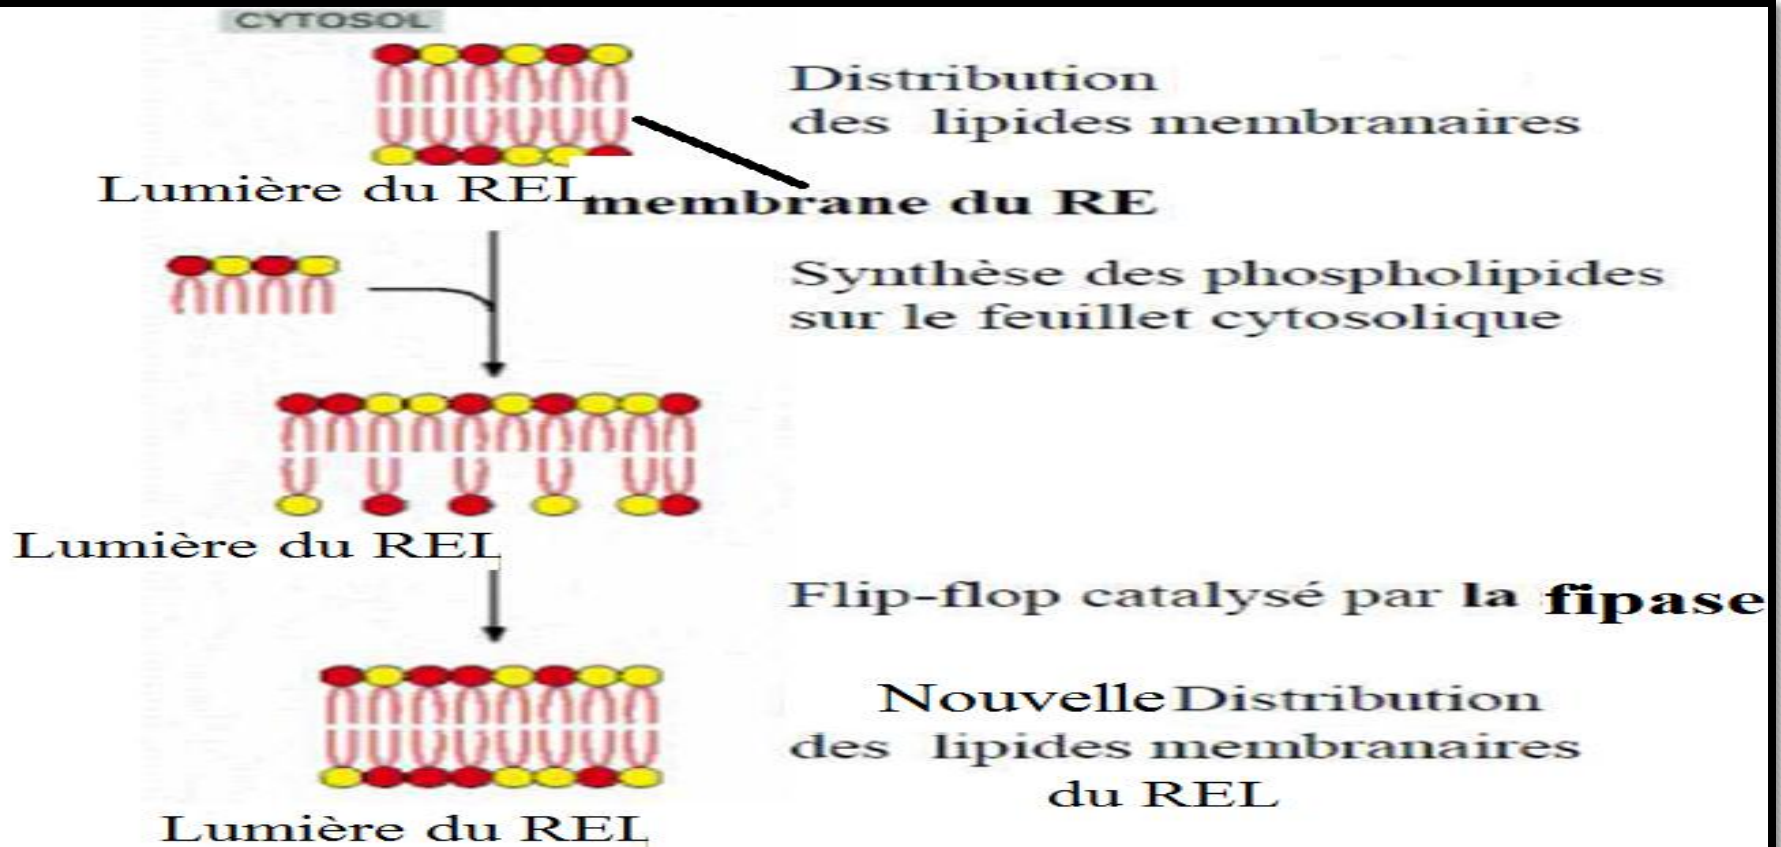 CYTOSOL
Distribution
des lipides membranaires
Lumière du REL
membrane du RE
Synthèse des phospholipides
sur le feuillet cytosolique
Lumière du REL
Flip-flop catalysé par la fipase
Nouvelle Distribution
des lipides membranaires
du REL
Lumière du REL